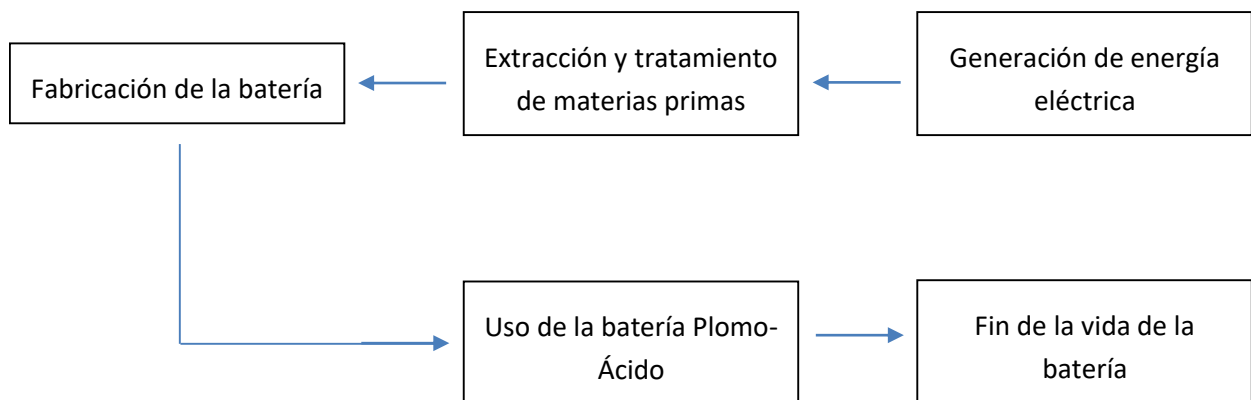 Fabricación de la batería
Extracción y tratamiento
de materias primas
Generación de energía
eléctrica
Uso de la batería Plomo-
Ácido
Fin de la vida de la
batería